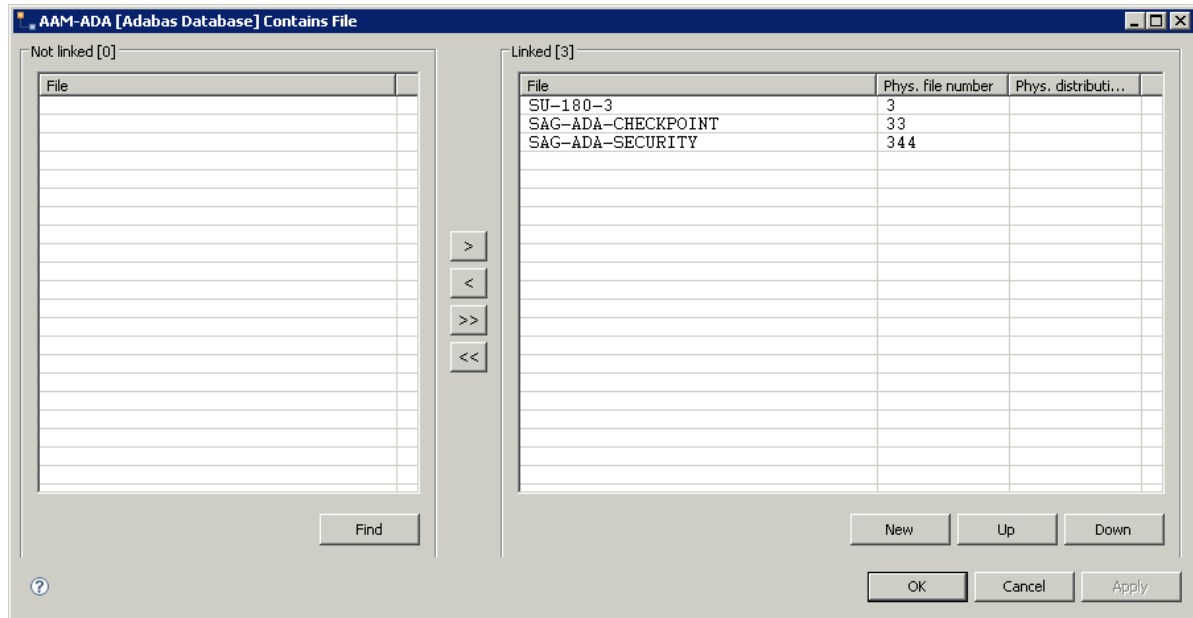 AAM-ADA [Adabas Database] Contains File
Not linked [0]
File
>
<
>>
<<
Find
Linked [3]
File Phys. file number Phys. distributi...
SU-180-3 3
SAG-ADA-CHECKPOINT 33
SAG-ADA-SECURITY 344
New Up Down
?
OK Cancel Apply